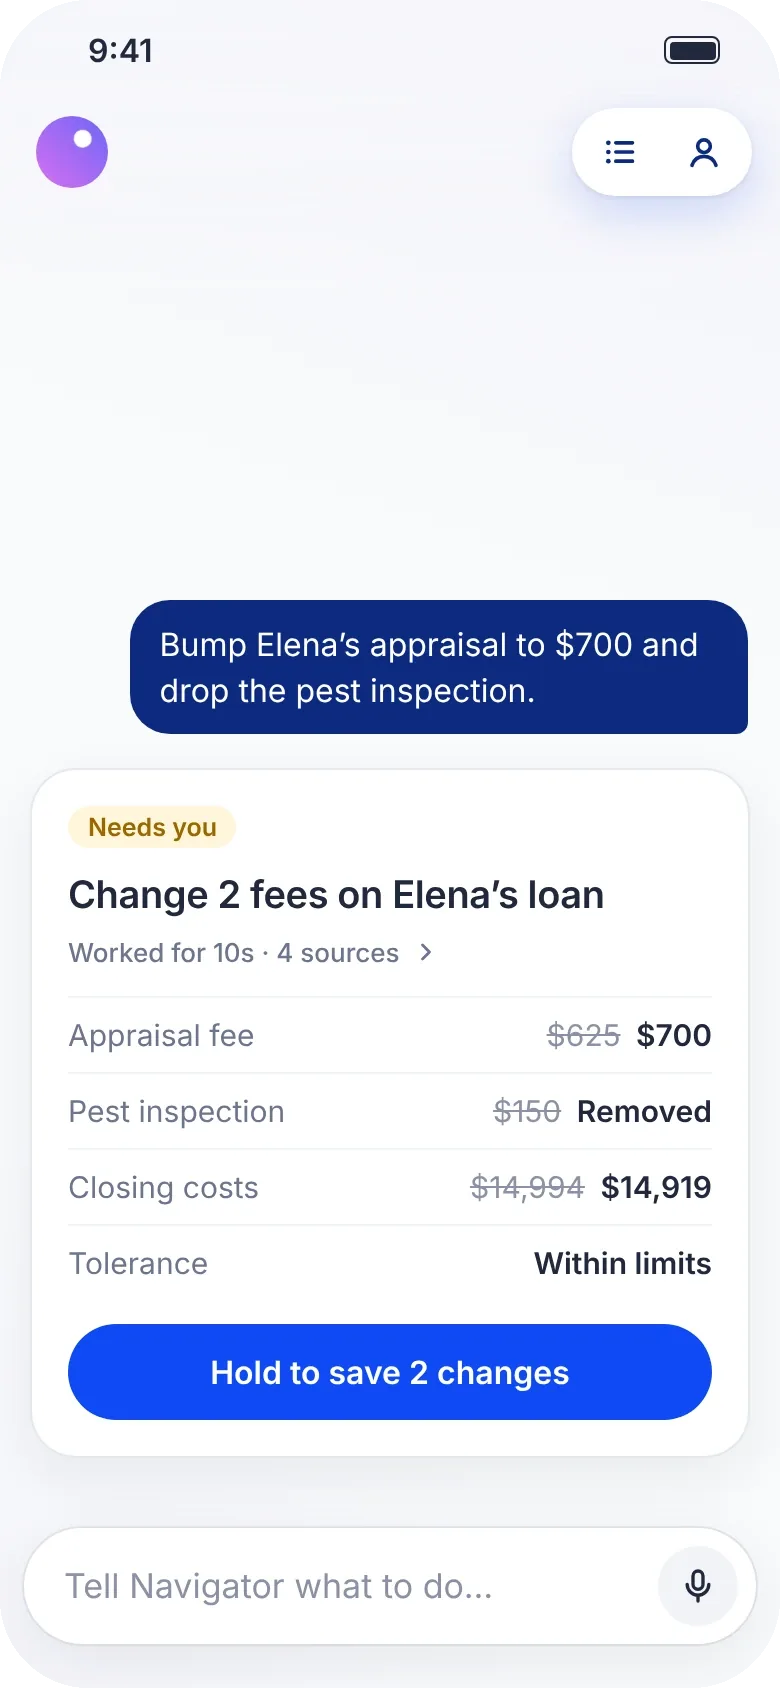 9:41
Bump Elena’s appraisal to $700 and
drop the pest inspection.
Needs you
Change 2 fees on Elena’s loan
Worked for 10s · 4 sources
Appraisal fee $625 $700
Pest inspection $150 Removed
Closing costs $14,994 $14,919
Tolerance Within limits
Hold to save 2 changes
Tell Navigator what to do...